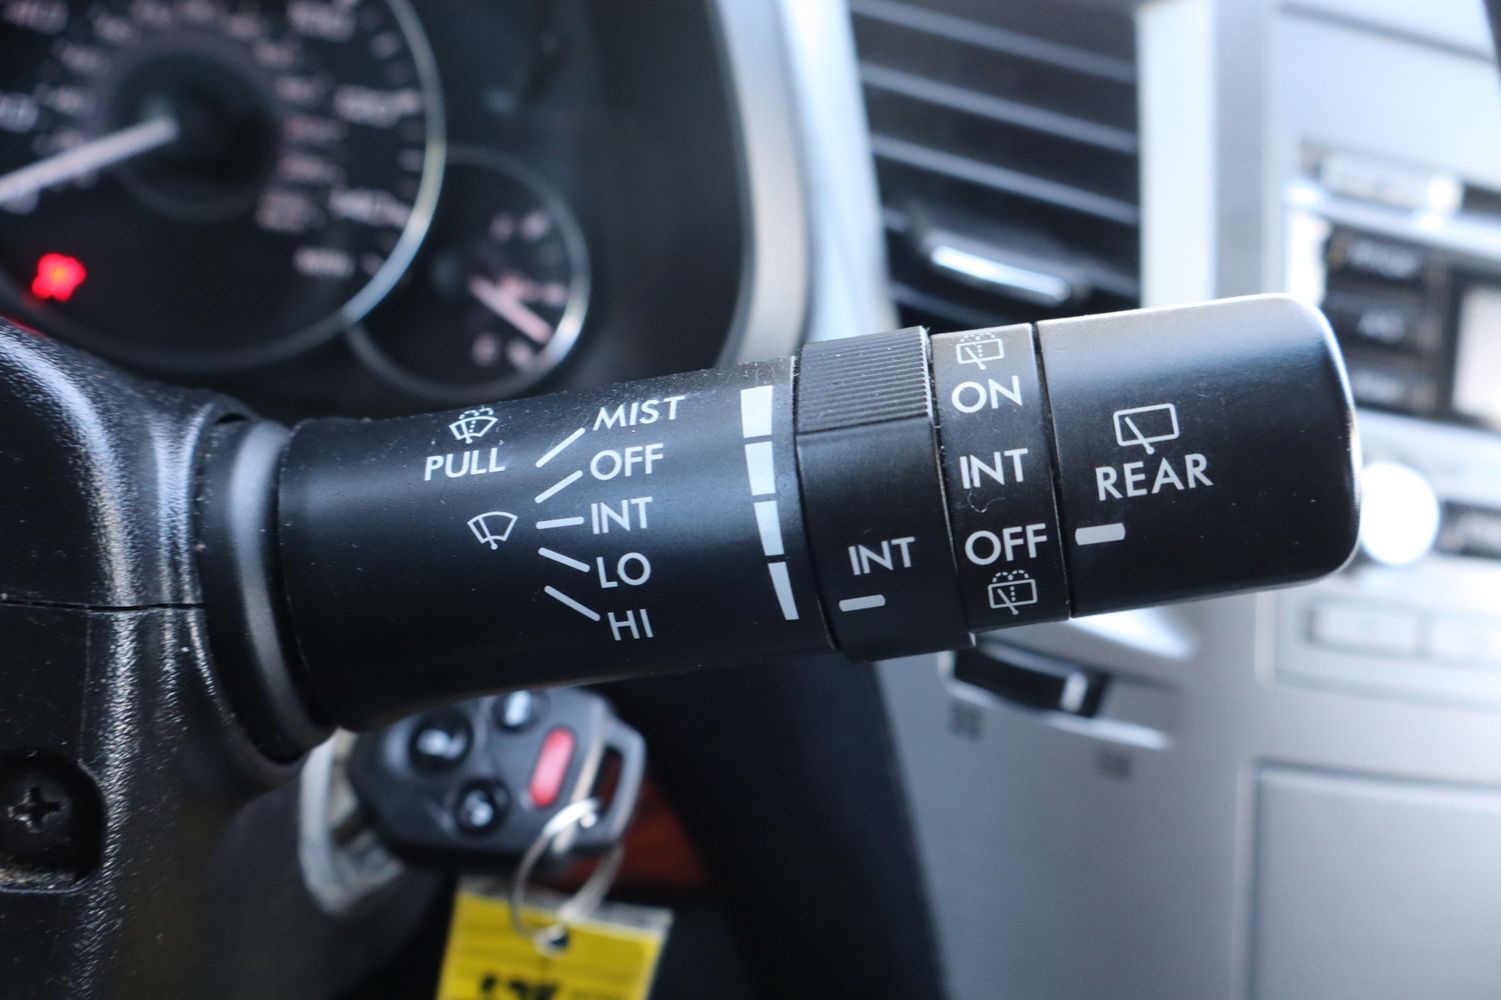 PULL
MIST
OFF
INT
LO
HI
INT
ON
INT
OFF
REAR